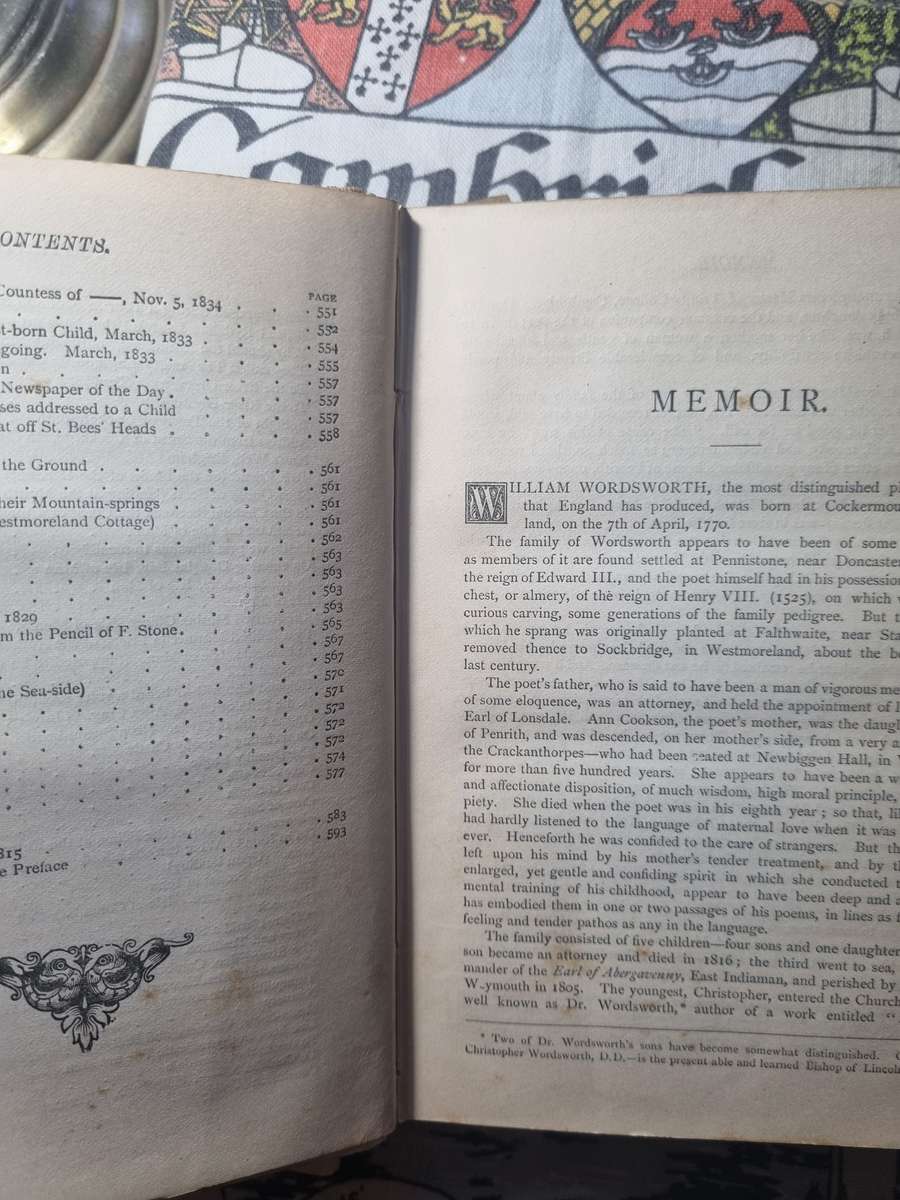 Cambrid
ONTENTS.
PAGE
Countess of ——, Nov. 5, 1834 . . . 551
. . . . . . . . 552
t-born Child, March, 1833 . . . . 554
going. March, 1833 . . . . . 555
n . . . . . . . . 557
Newspaper of the Day . . . . . 557
ses addressed to a Child . . . . 557
at off St. Bees' Heads . . . . . 558
the Ground . . . . . . . 561
. . . . . . . . 561
heir Mountain-springs . . . . . 561
estmoreland Cottage) . . . . . 561
. . . . . . . . 562
. . . . . . . . 563
. . . . . . . . 563
. . . . . . . . 563
1829 . . . . . . . 563
m the Pencil of F. Stone. . . . . 565
. . . . . . . . 567
. . . . . . . . 567
. . . . . . . . 570
he Sea-side) . . . . . . 571
. . . . . . . . 572
. . . . . . . . 572
. . . . . . . . 572
. . . . . . . . 574
. . . . . . . . 577
. . . . . . . . 583
815 . . . . . . . 593
e Preface
MEMOIR.
WILLIAM WORDSWORTH, the most distinguished p
that England has produced, was born at Cockermou
land, on the 7th of April, 1770.
The family of Wordsworth appears to have been of some
as members of it are found settled at Pennistone, near Doncaster
the reign of Edward III., and the poet himself had in his possession
chest, or almery, of the reign of Henry VIII. (1525), on which
curious carving, some generations of the family pedigree. But t
which he sprang was originally planted at Falthwaite, near Sta
removed thence to Sockbridge, in Westmoreland, about the be
last century.
The poet's father, who is said to have been a man of vigorous me
of some eloquence, was an attorney, and held the appointment of l
Earl of Lonsdale. Ann Cookson, the poet's mother, was the daugh
of Penrith, and was descended, on her mother's side, from a very a
the Crackanthorpes—who had been seated at Newbiggen Hall, in W
for more than five hundred years. She appears to have been a w
and affectionate disposition, of much wisdom, high moral principle,
piety. She died when the poet was in his eighth year; so that, li
had hardly listened to the language of maternal love when it was
ever. Henceforth he was confided to the care of strangers. But th
left upon his mind by his mother's tender treatment, and by th
enlarged, yet gentle and confiding spirit in which she conducted t
mental training of his childhood, appear to have been deep and a
has embodied them in one or two passages of his poems, in lines as f
feeling and tender pathos as any in the language.
The family consisted of five children—four sons and one daughter
son became an attorney and died in 1816; the third went to sea,
mander of the Earl of Abergavenny, East Indiaman, and perished by
Weymouth in 1805. The youngest, Christopher, entered the Church
well known as Dr. Wordsworth,* author of a work entitled "
* Two of Dr. Wordsworth's sons have become somewhat distinguished.
Christopher Wordsworth, D.D.—is the present able and learned Bishop of Lincoln